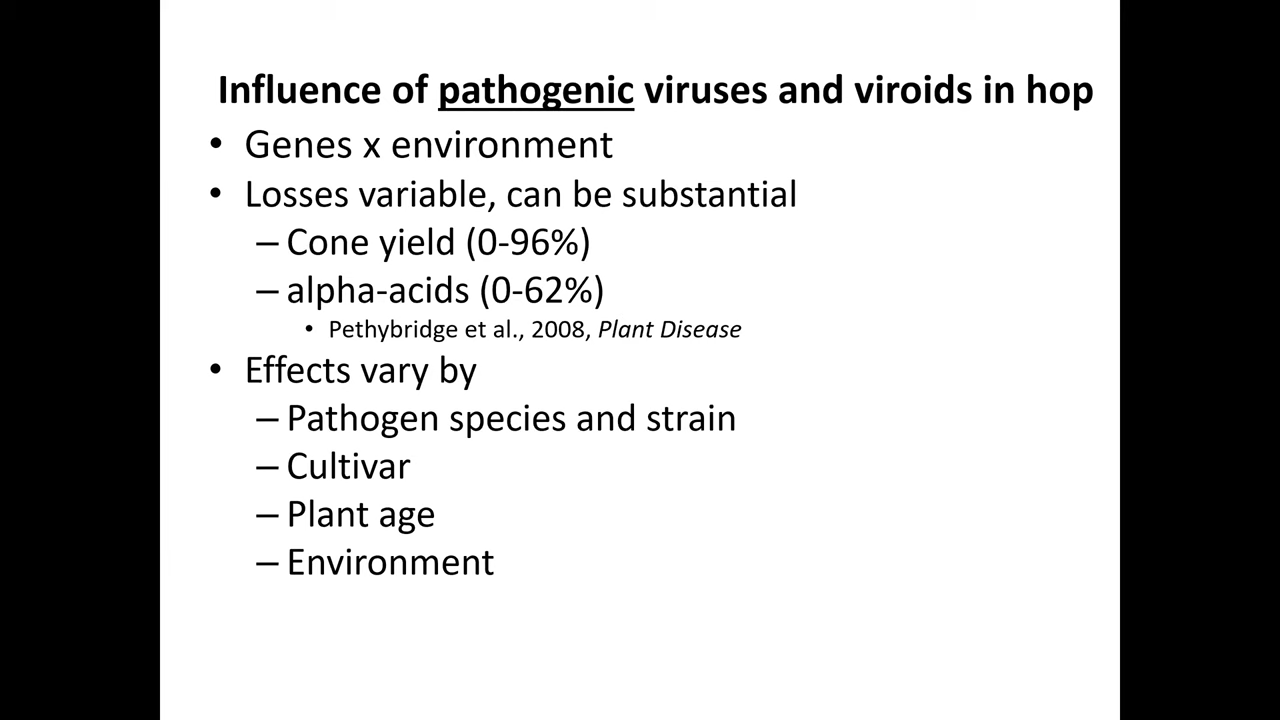 Influence of pathogenic viruses and viroids in hop
• Genes x environment
• Losses variable, can be substantial
– Cone yield (0-96%)
– alpha-acids (0-62%)
• Pethybridge et al., 2008, Plant Disease
• Effects vary by
– Pathogen species and strain
– Cultivar
– Plant age
– Environment